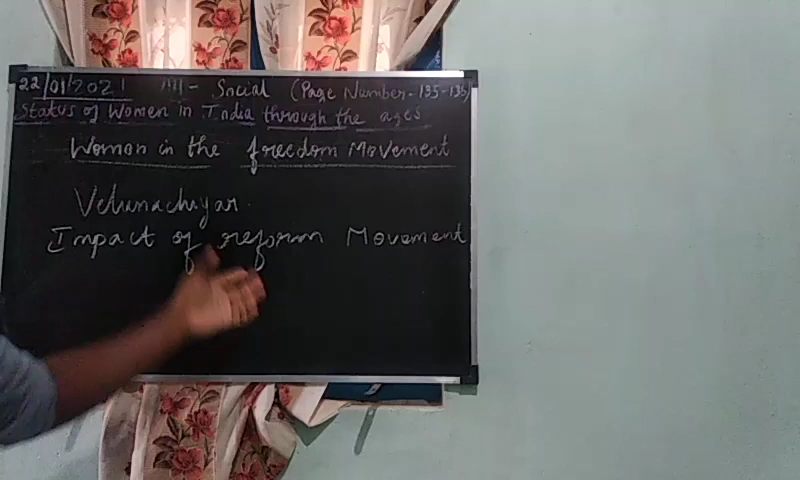 22/01/2021 VIII - Social (Page Number - 135-136)
Status of Women in India through the ages
Women in the freedom Movement
Velunachiyar
Impact of reform Movement